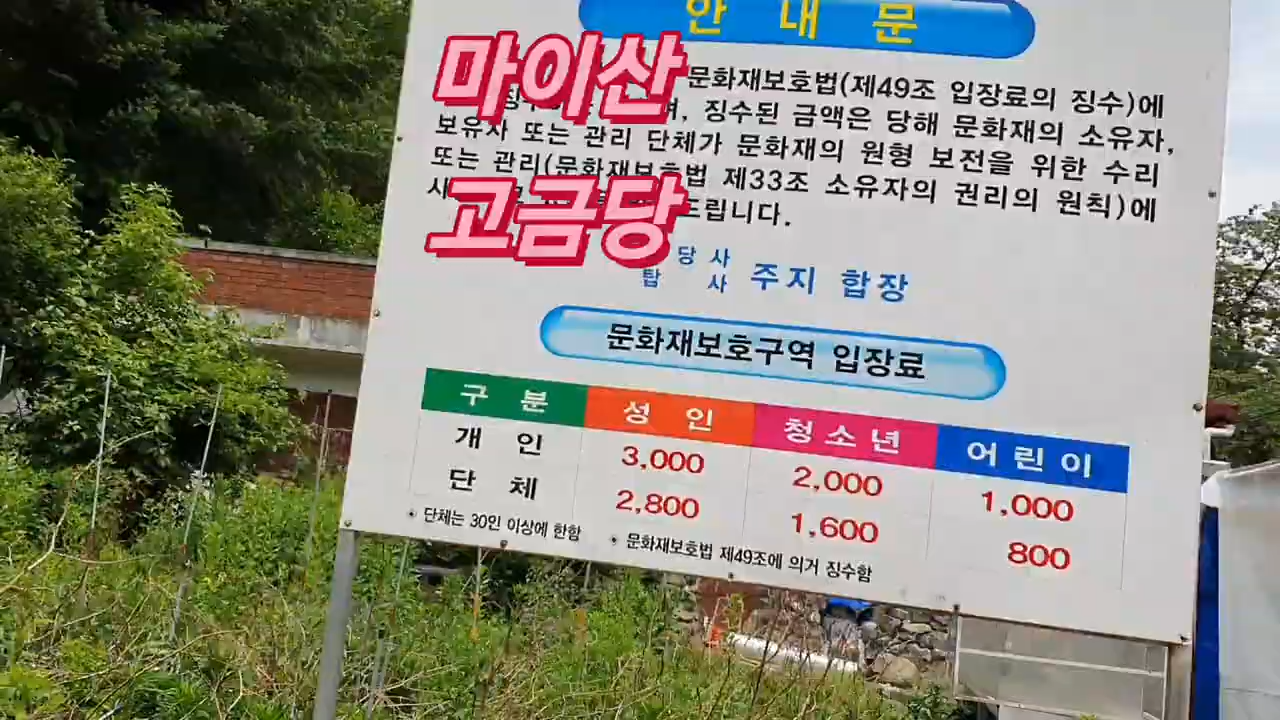 안 내 문
마이산
문화재보호법(제49조 입장료의 징수)에
징수된 금액은 당해 문화재의 소유자,
보유자 또는 관리 단체가 문화재의 원형 보전을 위한 수리
또는 관리(문화재보호법 제33조 소유자의 권리의 원칙)에
고금당
드립니다.
당 사
탑 사 주지 합장
문화재보호구역 입장료
구 분 성 인 청소년 어린이
개 인 3,000 2,000 1,000
단 체 2,800 1,600 800
* 단체는 30인 이상에 한함 * 문화재보호법 제49조에 의거 징수함